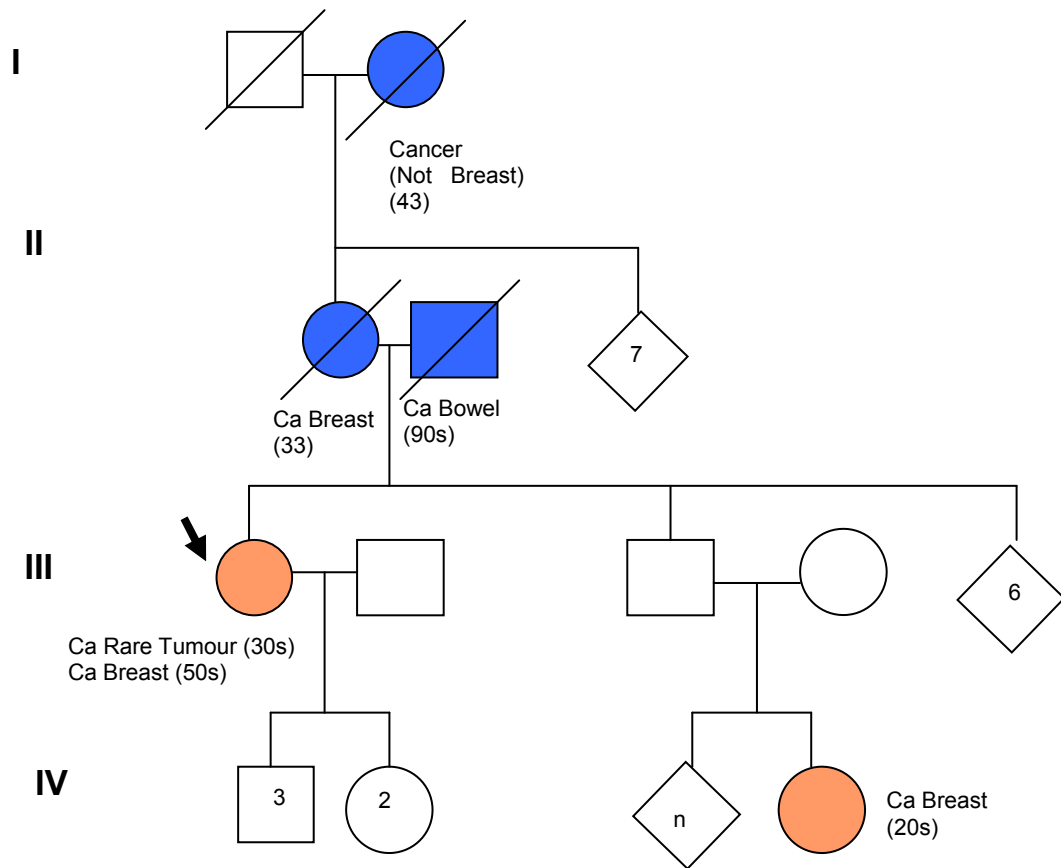 I
Cancer
(Not Breast)
(43)
II
7
Ca Breast
(33)
Ca Bowel
(90s)
III
6
Ca Rare Tumour (30s)
Ca Breast (50s)
IV
3
2
n
Ca Breast
(20s)